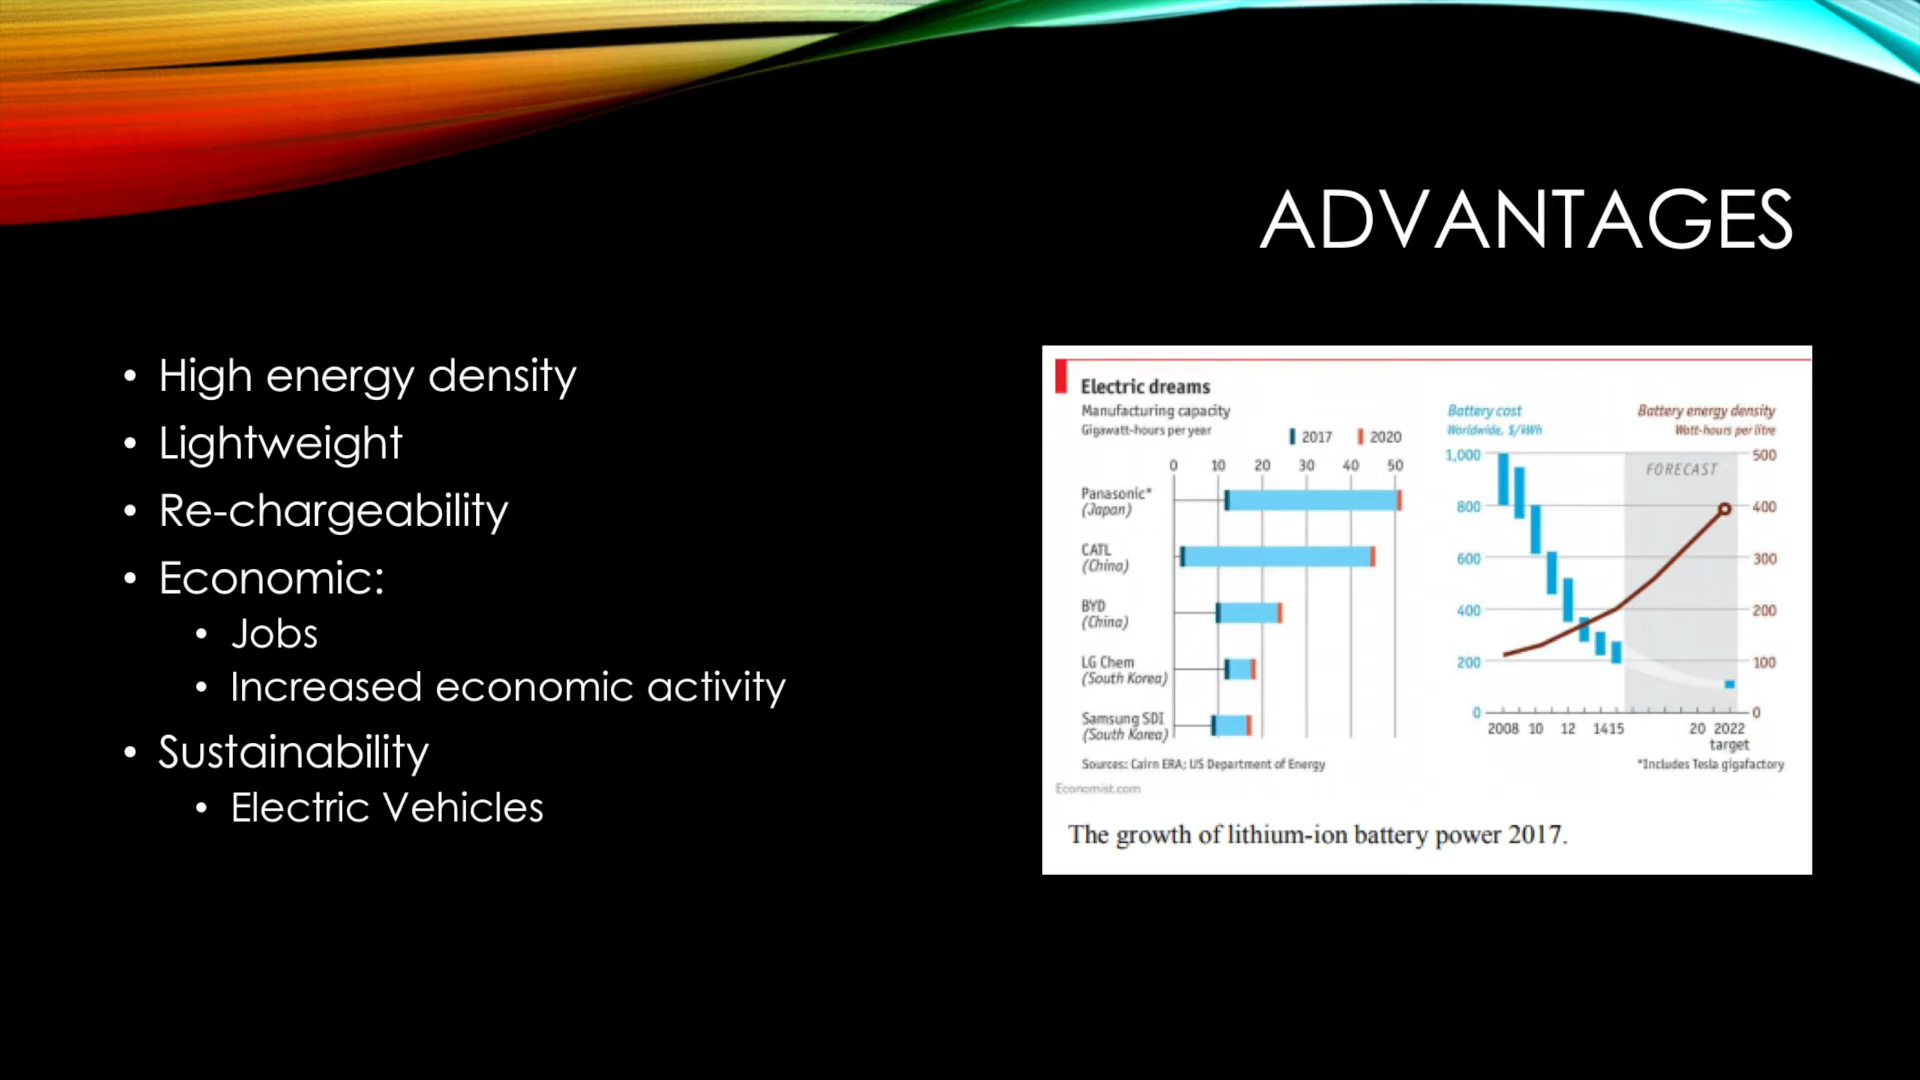 ADVANTAGES
• High energy density
• Lightweight
• Re-chargeability
• Economic:
• Jobs
• Increased economic activity
• Sustainability
• Electric Vehicles
Electric dreams
Manufacturing capacity
Gigawatt-hours per year
2017 2020
0 10 20 30 40 50
Panasonic*
(Japan)
CATL
(China)
BYD
(China)
LG Chem
(South Korea)
Samsung SDI
(South Korea)
Sources: Cairn ERA; US Department of Energy
Economist.com
Battery cost
Worldwide, $/kWh
Battery energy density
Watt-hours per litre
FORECAST
1,000 500
800 400
600 300
400 200
200 100
0 0
2008 10 12 14 15 20 2022
target
*Includes Tesla gigafactory
The growth of lithium-ion battery power 2017.